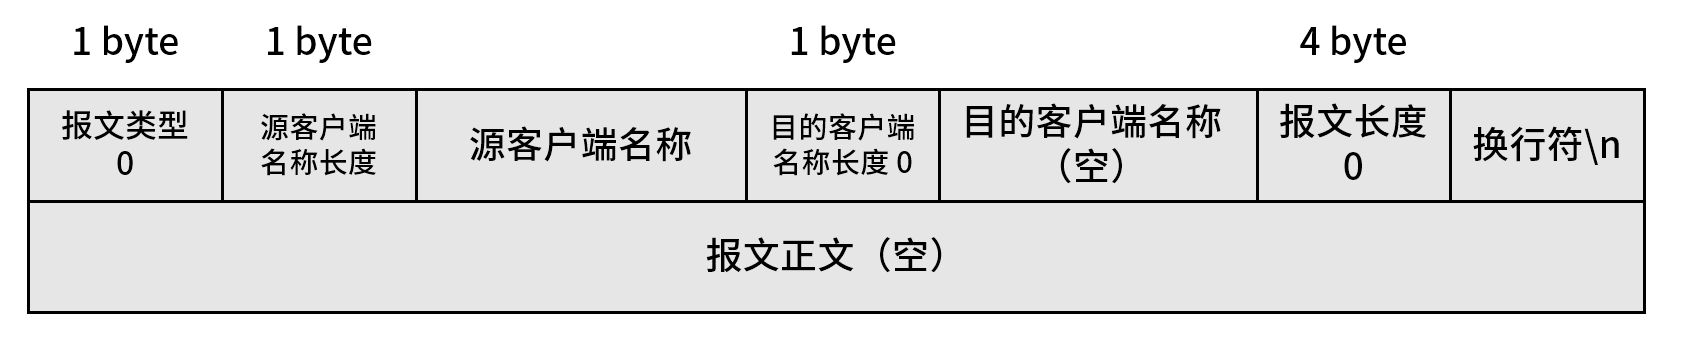 1 byte
1 byte
1 byte
4 byte
报文类型
0
源客户端
名称长度
源客户端名称
目的客户端
名称长度 0
目的客户端名称
（空）
报文长度
0
换行符\n
报文正文（空）